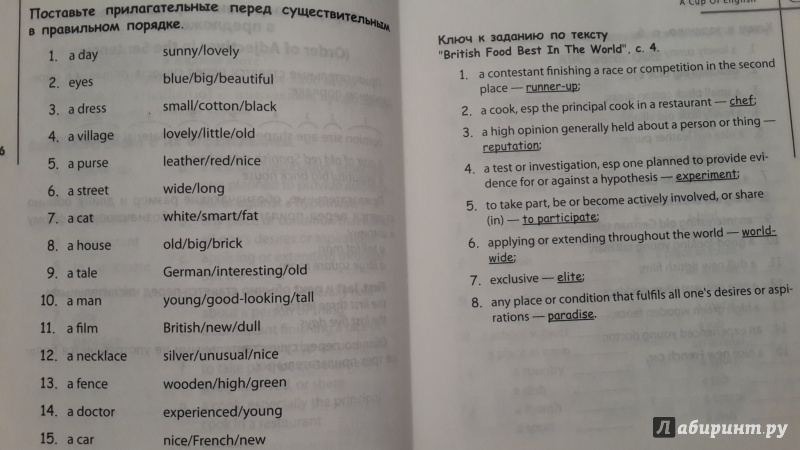 Поставьте прилагательные перед существительным
в правильном порядке.
1. a day sunny/lovely
2. eyes blue/big/beautiful
3. a dress small/cotton/black
4. a village lovely/little/old
5. a purse leather/red/nice
6. a street wide/long
7. a cat white/smart/fat
8. a house old/big/brick
9. a tale German/interesting/old
10. a man young/good-looking/tall
11. a film British/new/dull
12. a necklace silver/unusual/nice
13. a fence wooden/high/green
14. a doctor experienced/young
15. a car nice/French/new
6
A Cup Of English
Ключ к заданию по тексту
"British Food Best In The World", с. 4.
1. a contestant finishing a race or competition in the second
place — runner-up;
2. a cook, esp the principal cook in a restaurant — chef;
3. a high opinion generally held about a person or thing —
reputation;
4. a test or investigation, esp one planned to provide evi-
dence for or against a hypothesis — experiment;
5. to take part, be or become actively involved, or share
(in) — to participate;
6. applying or extending throughout the world — world-
wide;
7. exclusive — elite;
8. any place or condition that fulfils all one's desires or aspi-
rations — paradise.
Лабиринт.ру